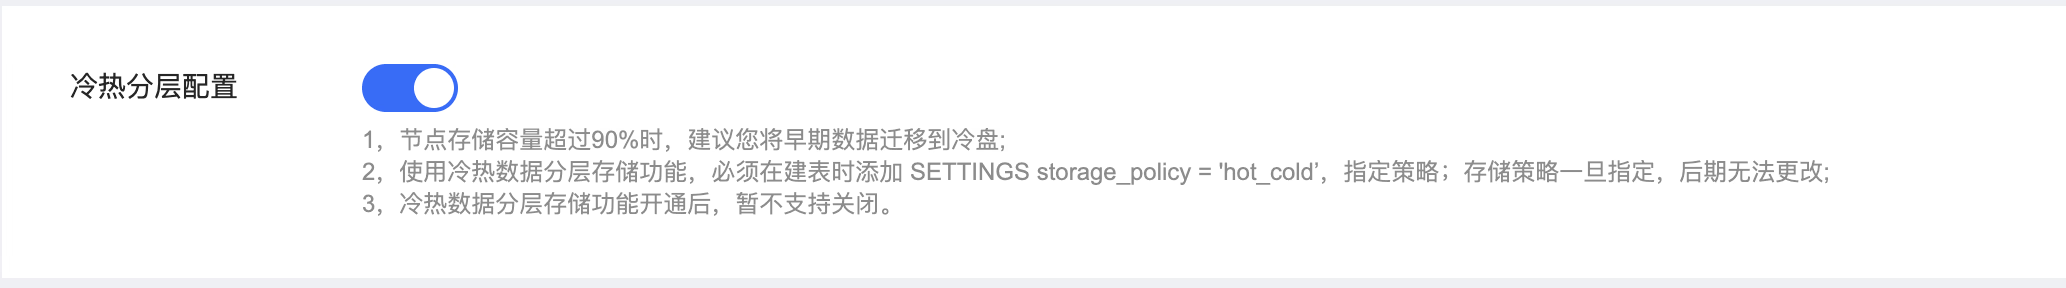 冷热分层配置
1，节点存储容量超过90%时，建议您将早期数据迁移到冷盘;
2，使用冷热数据分层存储功能，必须在建表时添加 SETTINGS storage_policy = 'hot_cold’，指定策略；存储策略一旦指定，后期无法更改;
3，冷热数据分层存储功能开通后，暂不支持关闭。